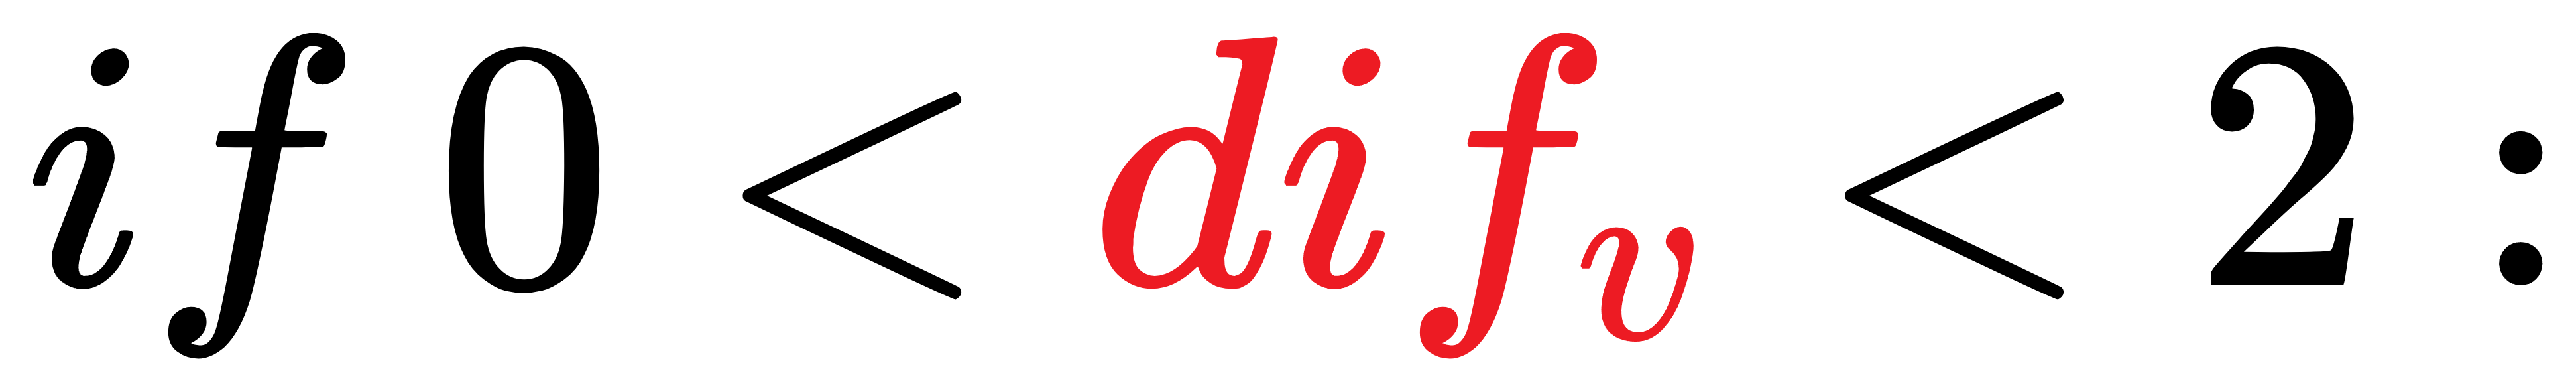 if 0 < dif_v < 2 :